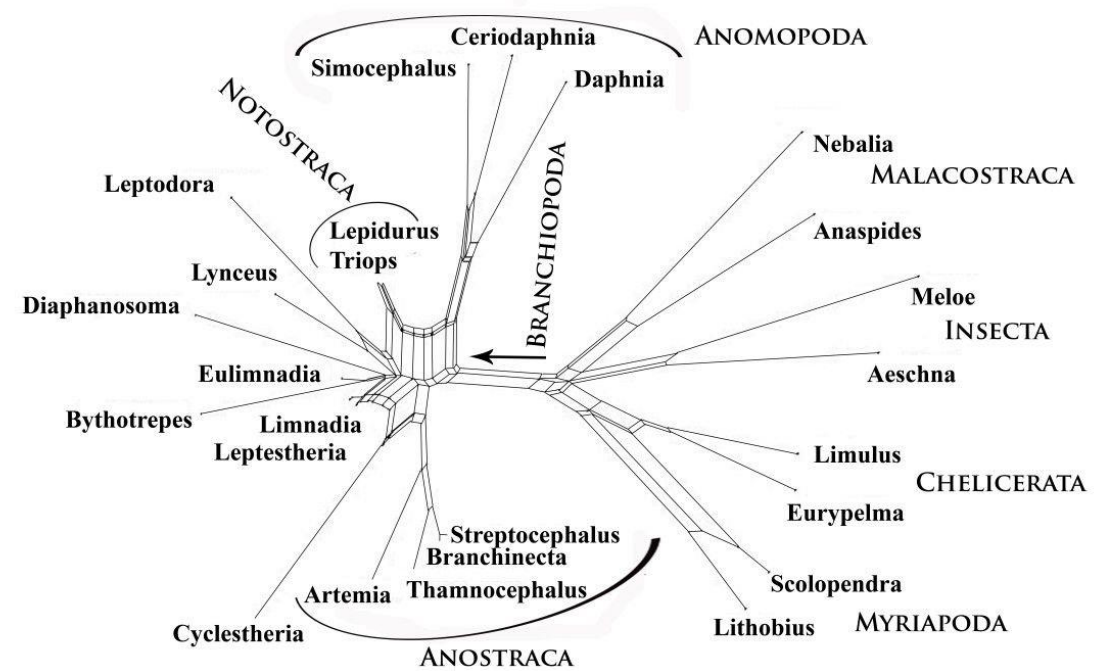 Ceriodaphnia
ANOMOPODA
Simocephalus
Daphnia
NOTOSTRACA
BRANCHIOPODA
Nebalia
MALACOSTRACA
Leptodora
Lepidurus
Triops
Anaspides
Lynceus
Diaphanosoma
Meloe
INSECTA
Eulimnadia
Aeschna
Bythotrepes
Limnadia
Leptestheria
Limulus
CHELICERATA
Eurypelma
Streptocephalus
Branchinecta
Artemia
Thamnocephalus
Scolopendra
Cyclestheria
Lithobius
MYRIAPODA
ANOSTRACA